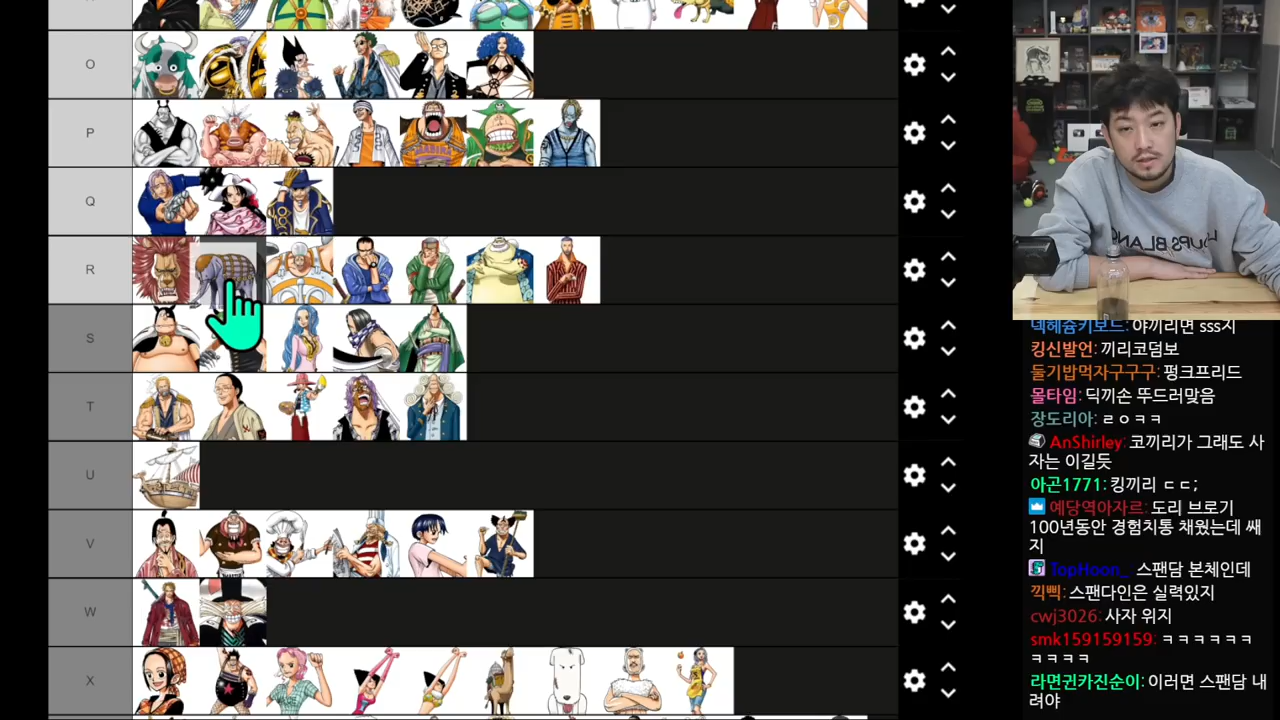 O
P
Q
R
S
T
U
V
W
X
넥헤슘키보드: 야끼리면 sss지
킹신발언: 끼리코덤보
둘기밥먹자구구구: 펑크프리드
몰타임: 딕끼손 뚜드러맞음
장도리아: ㄹㅇㅋㅋ
AnShirley: 코끼리가 그래도 사
자는 이길듯
아곤1771: 킹끼리 ㄷㄷ;
예당역아자르: 도리 브로기
100년동안 경험치통 채웠는데 쌔
지
TopHoon_: 스팬담 본체인데
끽삑: 스팬다인은 실력있지
cwj3026: 사자 위지
smk159159159: ㅋㅋㅋㅋㅋㅋ
ㅋㅋㅋㅋ
라면귄카진순이: 이러면 스팬담 내
려야